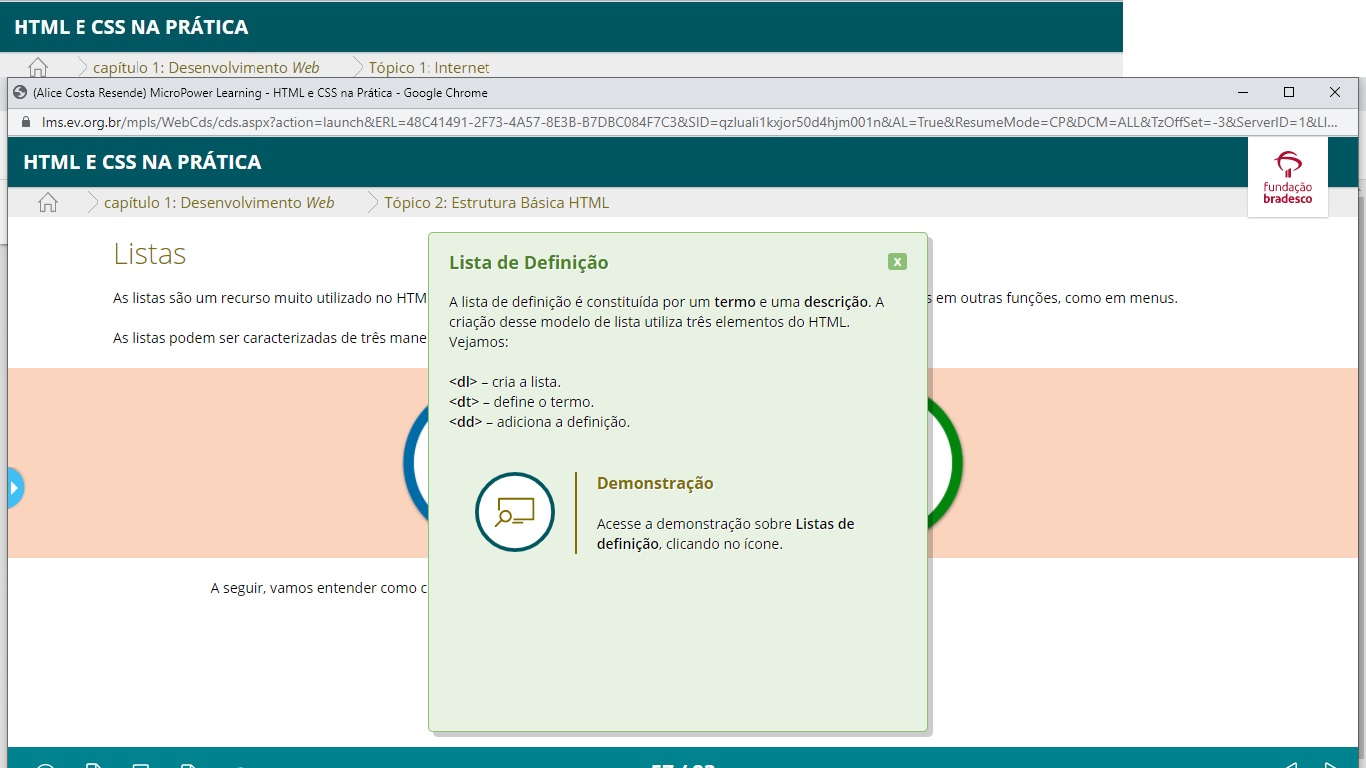 HTML E CSS NA PRÁTICA
capítulo 1: Desenvolvimento Web
Tópico 1: Internet
(Alice Costa Resende) MicroPower Learning - HTML e CSS na Prática - Google Chrome
lms.ev.org.br/mpls/WebCds/cds.aspx?action=launch&ERL=48C41491-2F73-4A57-8E3B-B7DBC084F7C3&SID=qzluali1kxjor50d4hjm001n&AL=True&ResumeMode=CP&DCM=ALL&TzOffSet=-3&ServerID=1&LI...
HTML E CSS NA PRÁTICA
fundação
bradesco
capítulo 1: Desenvolvimento Web
Tópico 2: Estrutura Básica HTML
Listas
As listas são um recurso muito utilizado no HTM
s em outras funções, como em menus.
As listas podem ser caracterizadas de três mane
Lista de Definição
x
A lista de definição é constituída por um termo e uma descrição. A
criação desse modelo de lista utiliza três elementos do HTML.
Vejamos:
<dl> – cria a lista.
<dt> – define o termo.
<dd> – adiciona a definição.
Demonstração
Acesse a demonstração sobre Listas de
definição, clicando no ícone.
A seguir, vamos entender como c